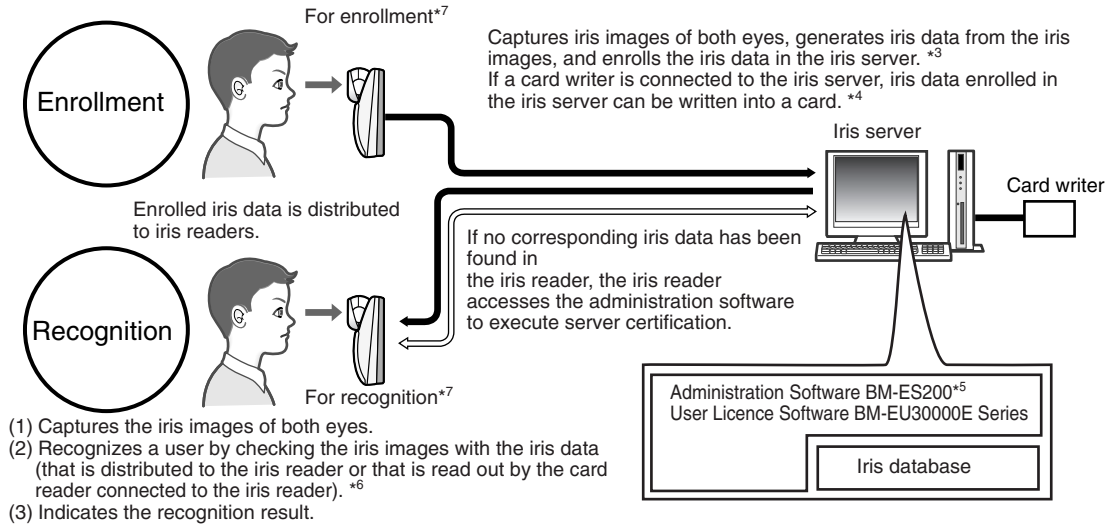 For enrollment*7
Captures iris images of both eyes, generates iris data from the iris
images, and enrolls the iris data in the iris server. *3
If a card writer is connected to the iris server, iris data enrolled in
the iris server can be written into a card. *4
Enrollment
Iris server
Card writer
Enrolled iris data is distributed
to iris readers.
If no corresponding iris data has been
found in
the iris reader, the iris reader
accesses the administration software
to execute server certification.
Recognition
For recognition*7
Administration Software BM-ES200*5
User Licence Software BM-EU30000E Series
Iris database
(1) Captures the iris images of both eyes.
(2) Recognizes a user by checking the iris images with the iris data
(that is distributed to the iris reader or that is read out by the card
reader connected to the iris reader). *6
(3) Indicates the recognition result.